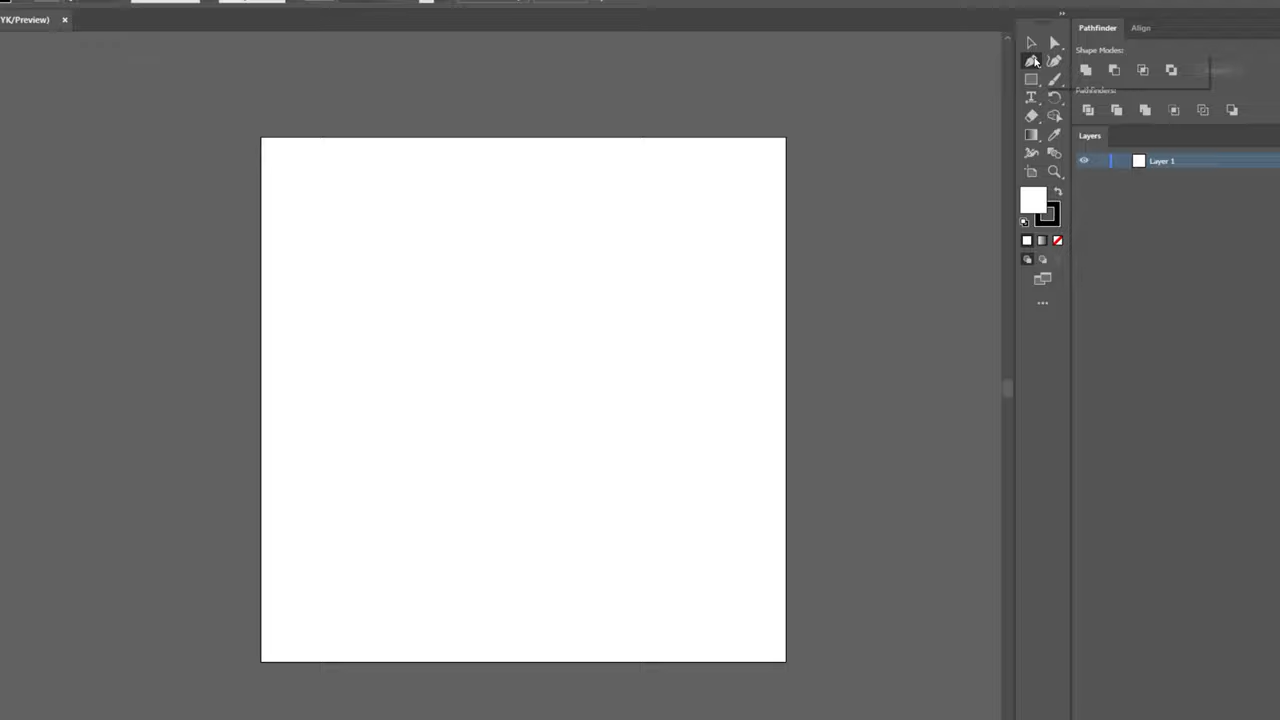 YK/Preview) ×
Pathfinder Align
Shape Modes:
Pathfinders:
Layers
Layer 1